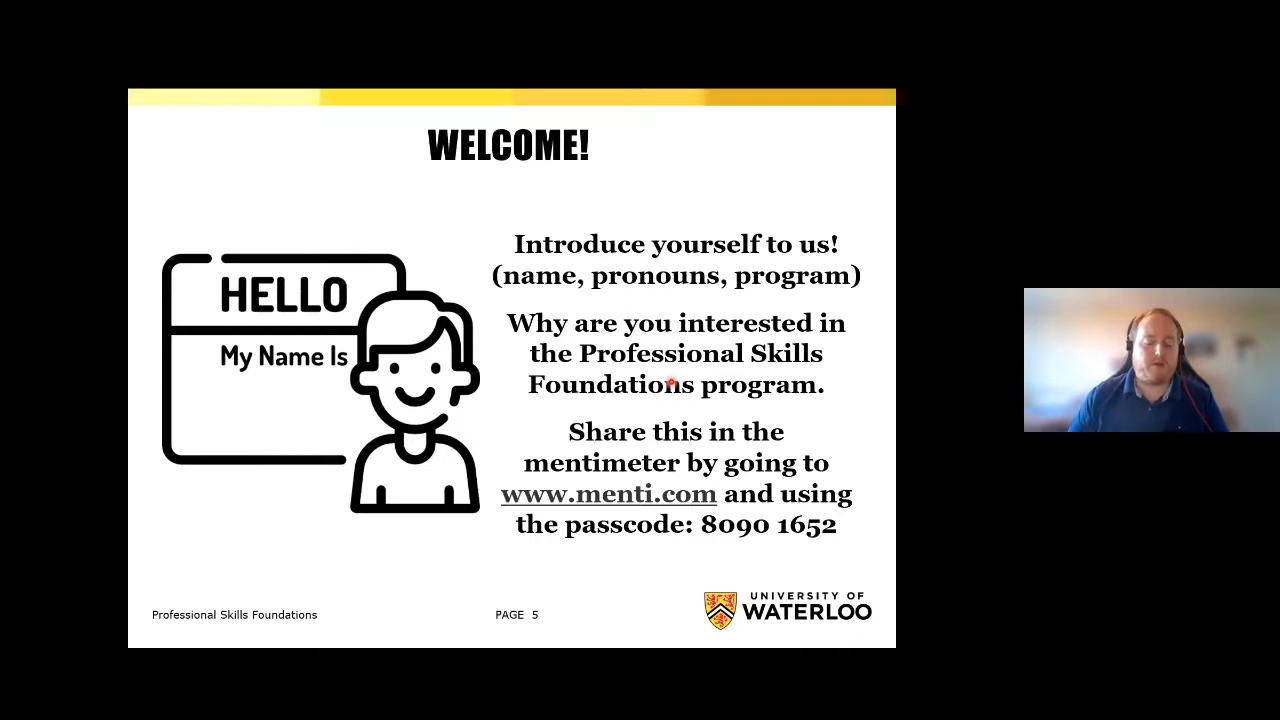 WELCOME!
HELLO
My Name Is
Introduce yourself to us!
(name, pronouns, program)
Why are you interested in
the Professional Skills
Foundations program.
Share this in the
mentimeter by going to
www.menti.com and using
the passcode: 8090 1652
Professional Skills Foundations
PAGE 5
UNIVERSITY OF
WATERLOO